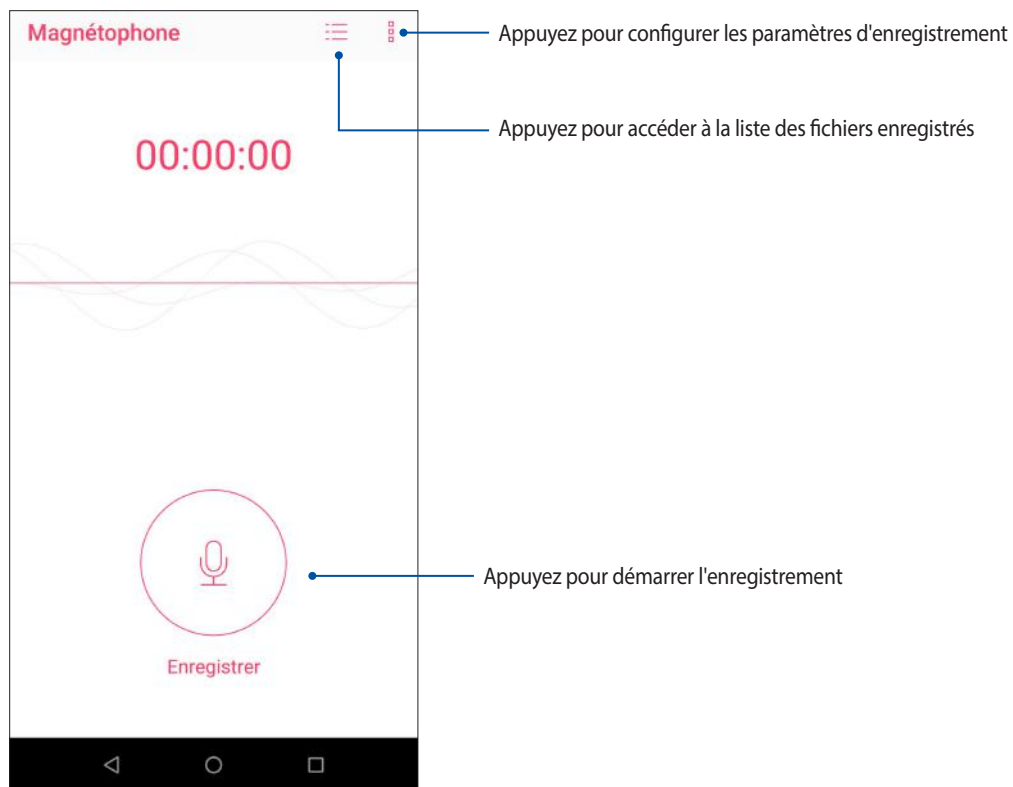 Magnétophone
Appuyez pour configurer les paramètres d'enregistrement
Appuyez pour accéder à la liste des fichiers enregistrés
00:00:00
Appuyez pour démarrer l'enregistrement
Enregistrer